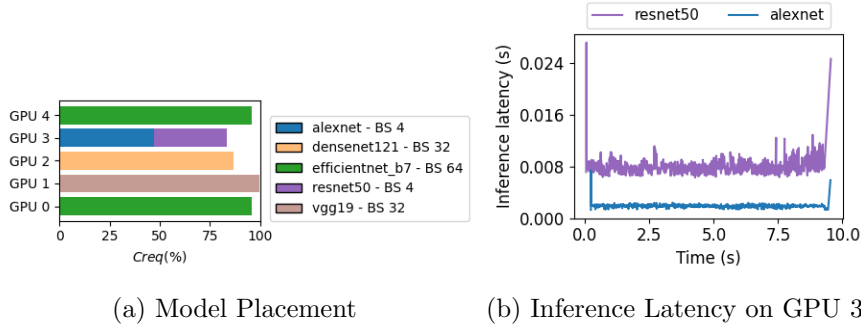 GPU 4
GPU 3
GPU 2
GPU 1
GPU 0
0 25 50 75 100
Creq(%)
alexnet - BS 4
densenet121 - BS 32
efficientnet_b7 - BS 64
resnet50 - BS 4
vgg19 - BS 32
(a) Model Placement
resnet50 alexnet
Inference latency (s)
0.024
0.016
0.008
0.000
0.0 2.5 5.0 7.5 10.0
Time (s)
(b) Inference Latency on GPU 3